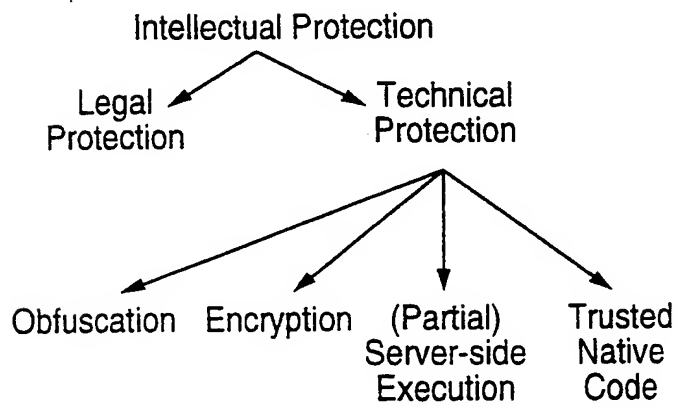 Intellectual Protection
Legal
Protection
Technical
Protection
Obfuscation
Encryption
(Partial)
Server-side
Execution
Trusted
Native
Code